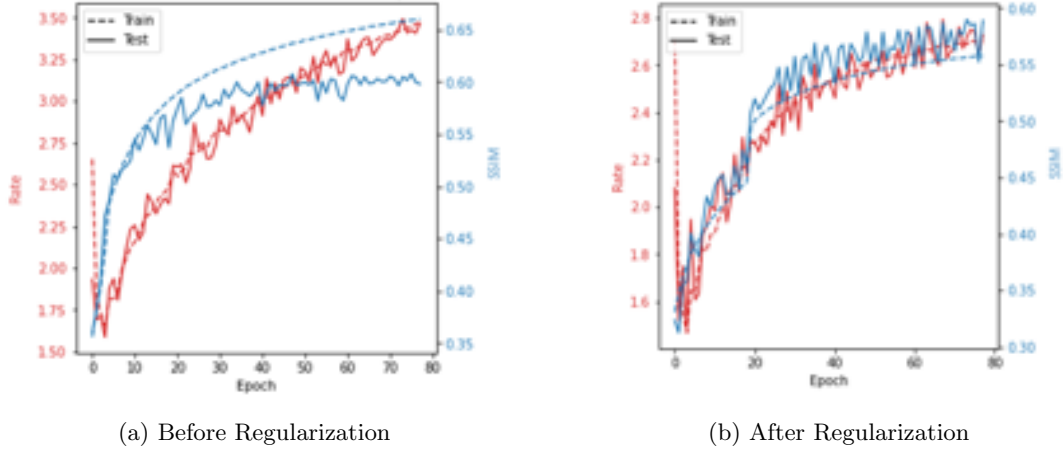 Train
Test
3.50
3.25
3.00
2.75
2.50
2.25
2.00
1.75
1.50
Rate
0.65
0.60
0.55
0.50
0.45
0.40
0.35
SSIM
0 10 20 30 40 50 60 70 80
Epoch
(a) Before Regularization
Train
Test
2.8
2.6
2.4
2.2
2.0
1.8
1.6
Rate
0.60
0.55
0.50
0.45
0.40
0.35
0.30
SSIM
0 20 40 60 80
Epoch
(b) After Regularization